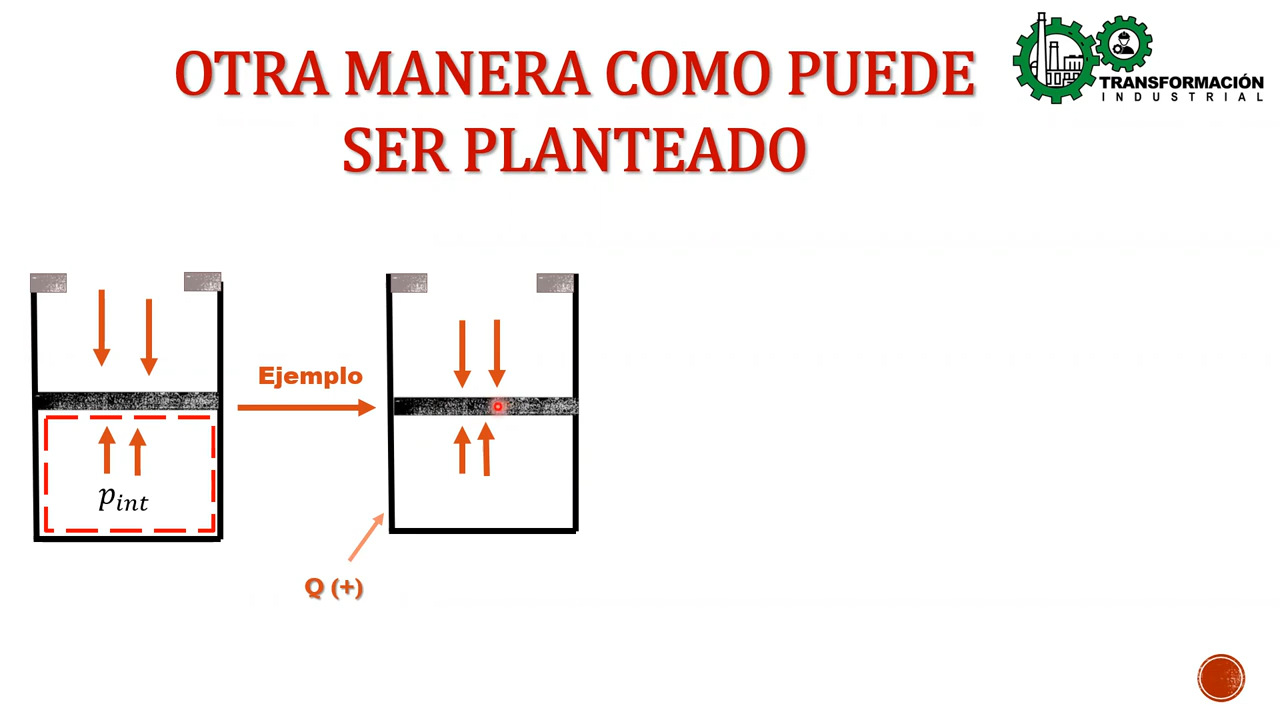 OTRA MANERA COMO PUEDE
SER PLANTEADO
TRANSFORMACIÓN
INDUSTRIAL
Ejemplo
p_int
Q (+)